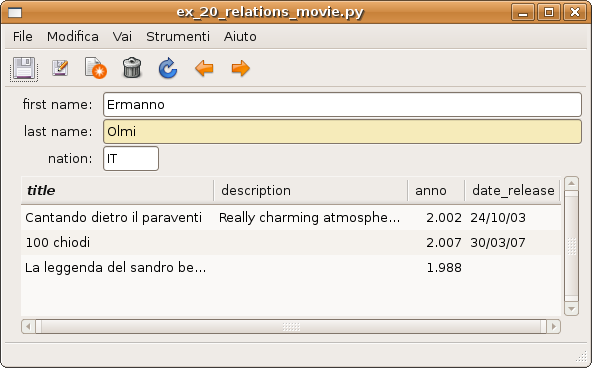 ex_20_relations_movie.py
File Modifica Vai Strumenti Aiuto
first name: Ermanno
last name: Olmi
nation: IT
title description anno date_release
Cantando dietro il paraventi Really charming atmosphe... 2.002 24/10/03
100 chiodi 2.007 30/03/07
La leggenda del sandro be... 1.988